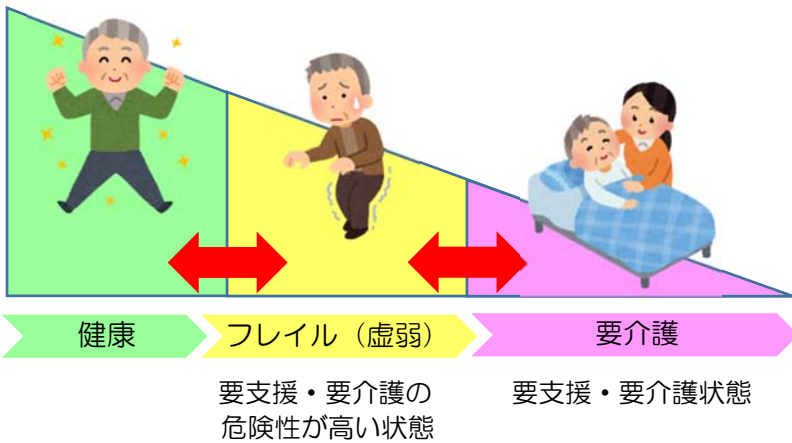 健康
フレイル（虚弱）
要介護
要支援・要介護の
危険性が高い状態
要支援・要介護状態